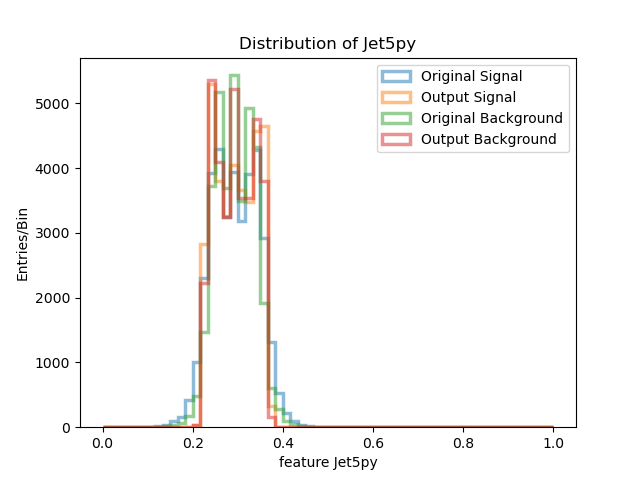 Distribution of Jet5py
Original Signal
Output Signal
Original Background
Output Background
Entries/Bin
5000
4000
3000
2000
1000
0
0.0 0.2 0.4 0.6 0.8 1.0
feature Jet5py